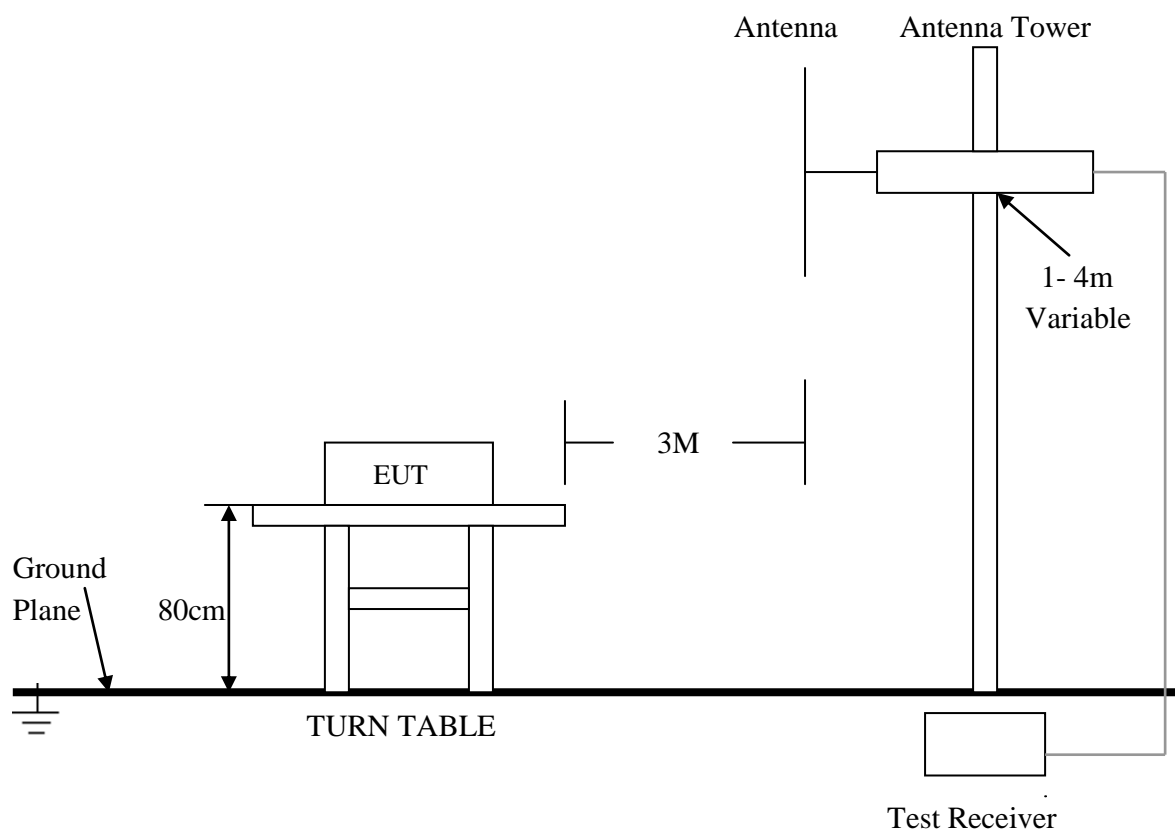 Antenna
Antenna Tower
1- 4m
Variable
3M
EUT
Ground
Plane
80cm
TURN TABLE
Test Receiver